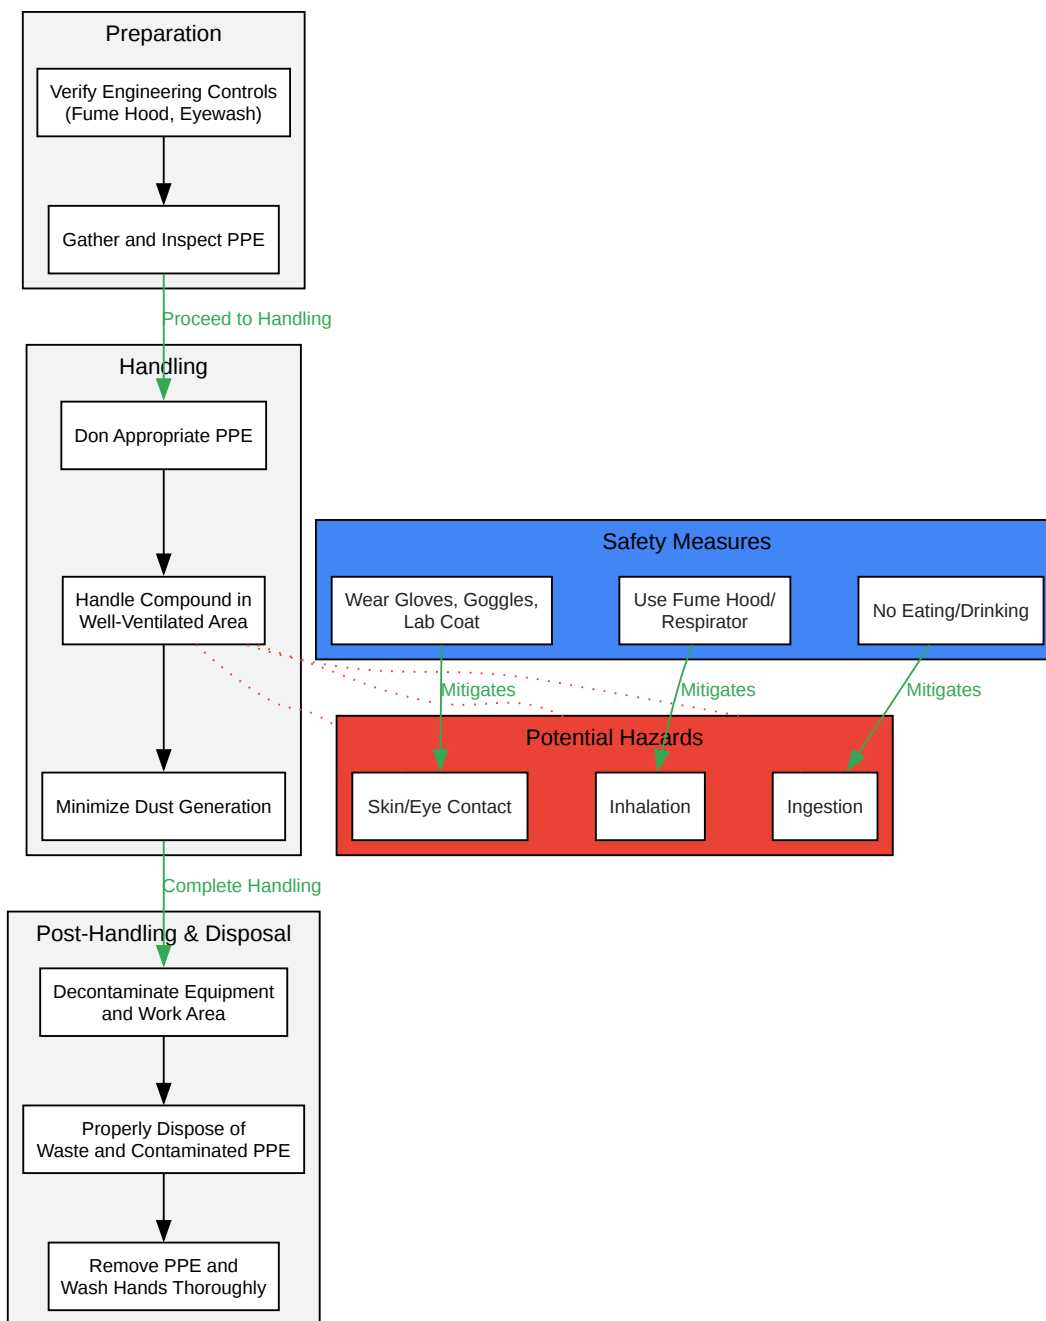 Preparation
Verify Engineering Controls
(Fume Hood, Eyewash)
Gather and Inspect PPE
Proceed to Handling
Handling
Don Appropriate PPE
Handle Compound in
Well-Ventilated Area
Minimize Dust Generation
Safety Measures
Wear Gloves, Goggles,
Lab Coat
Use Fume Hood/
Respirator
No Eating/Drinking
Mitigates
Mitigates
Mitigates
Potential Hazards
Skin/Eye Contact
Inhalation
Ingestion
Complete Handling
Post-Handling & Disposal
Decontaminate Equipment
and Work Area
Properly Dispose of
Waste and Contaminated PPE
Remove PPE and
Wash Hands Thoroughly